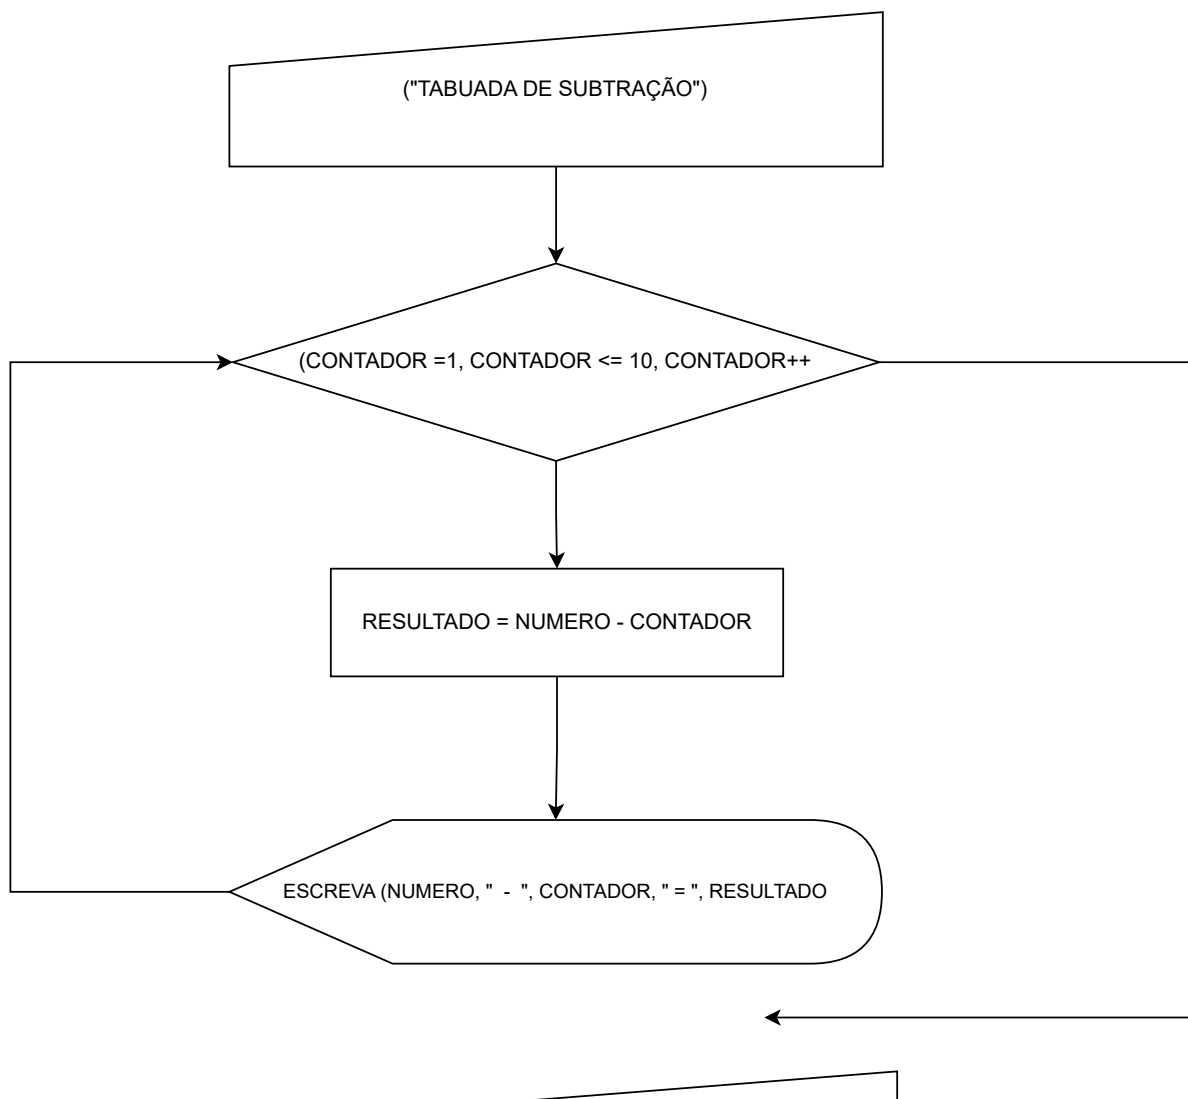 ("TABUADA DE SUBTRAÇÃO")
(CONTADOR =1, CONTADOR <= 10, CONTADOR++
RESULTADO = NUMERO - CONTADOR
ESCREVA (NUMERO, "  -  ", CONTADOR, " = ", RESULTADO